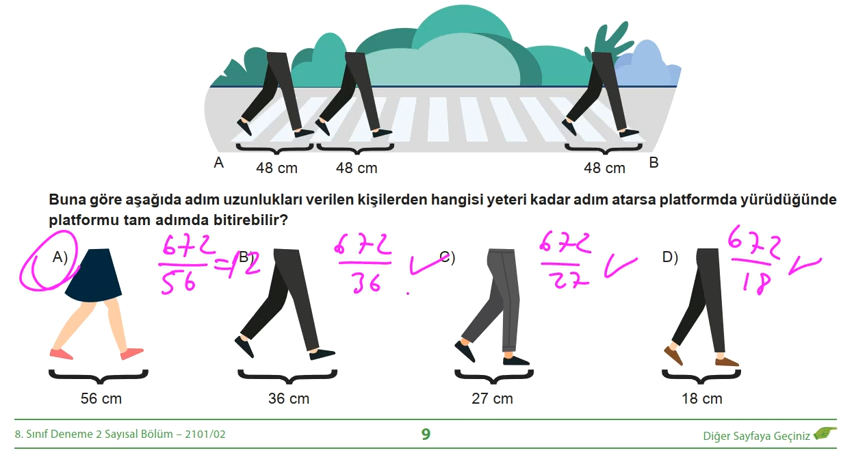 A
48 cm
48 cm
48 cm
B
Buna göre aşağıda adım uzunlukları verilen kişilerden hangisi yeteri kadar adım atarsa platformda yürüdüğünde
platformu tam adımda bitirebilir?
A)
672/56 = 12
B)
672/36 ✓
C)
672/27 ✓
D)
672/18 ✓
56 cm
36 cm
27 cm
18 cm
8. Sınıf Deneme 2 Sayısal Bölüm – 2101/02
9
Diğer Sayfaya Geçiniz